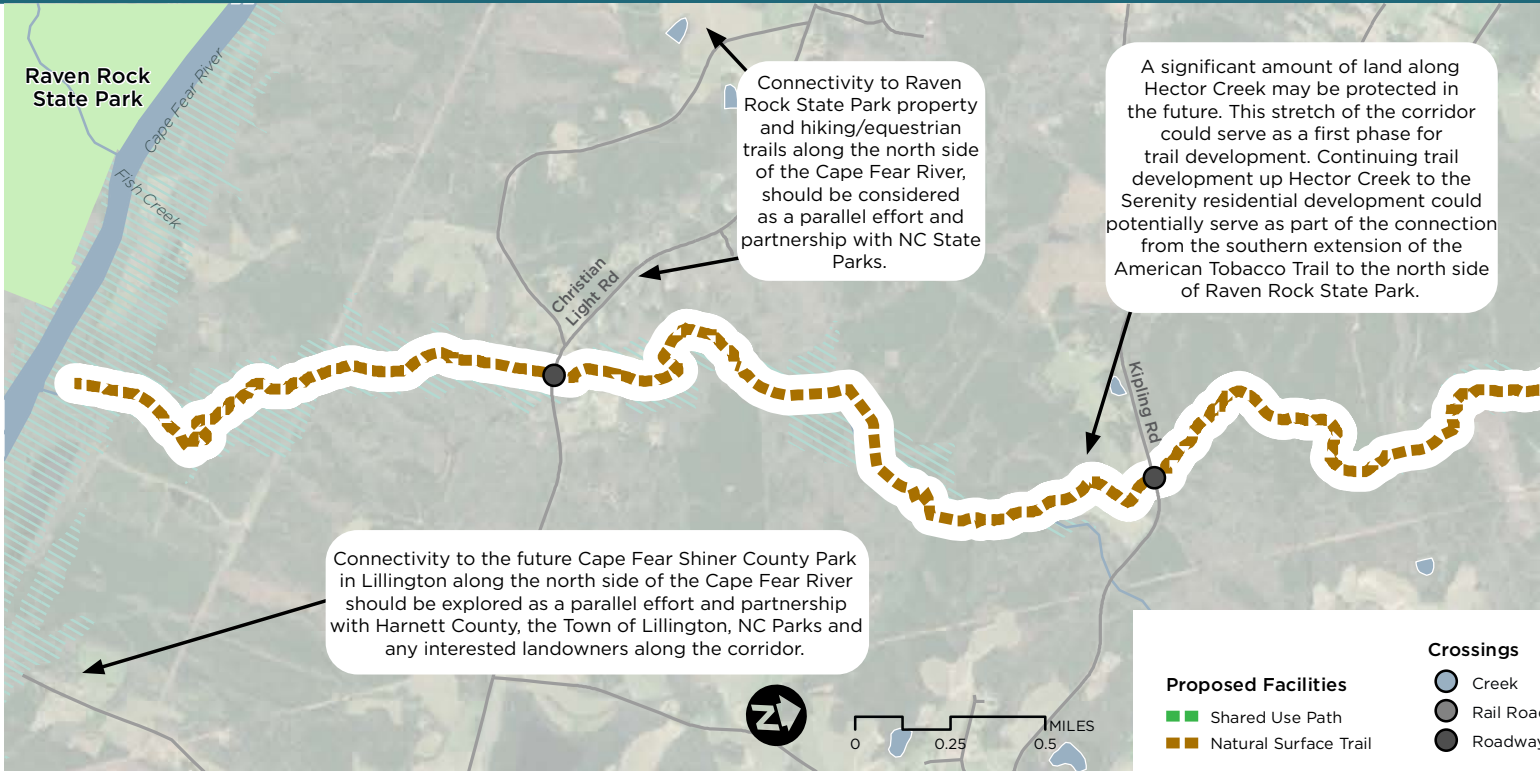 Raven Rock
State Park
Cape Fear River
Fish Creek
Connectivity to Raven
Rock State Park property
and hiking/equestrian
trails along the north side
of the Cape Fear River,
should be considered
as a parallel effort and
partnership with NC State
Parks.
A significant amount of land along
Hector Creek may be protected in
the future. This stretch of the corridor
could serve as a first phase for
trail development. Continuing trail
development up Hector Creek to the
Serenity residential development could
potentially serve as part of the connection
from the southern extension of the
American Tobacco Trail to the north side
of Raven Rock State Park.
Christian
Light Rd
Kipling Rd
Connectivity to the future Cape Fear Shiner County Park
in Lillington along the north side of the Cape Fear River
should be explored as a parallel effort and partnership
with Harnett County, the Town of Lillington, NC Parks and
any interested landowners along the corridor.
N
MILES
0 0.25 0.5
Proposed Facilities
Shared Use Path
Natural Surface Trail
Crossings
Creek
Rail Roa
Roadway